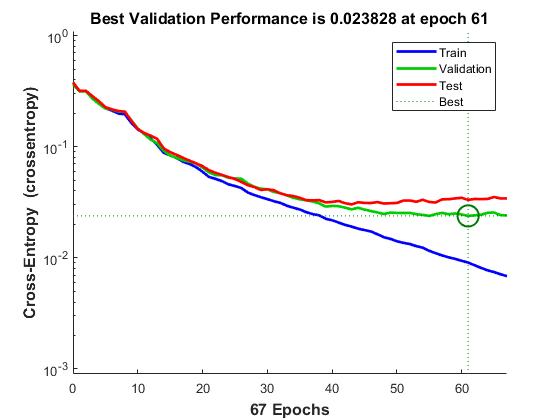 Best Validation Performance is 0.023828 at epoch 61
Cross-Entropy (crossentropy)
10^0
10^-1
10^-2
10^-3
Train
Validation
Test
Best
0 10 20 30 40 50 60
67 Epochs